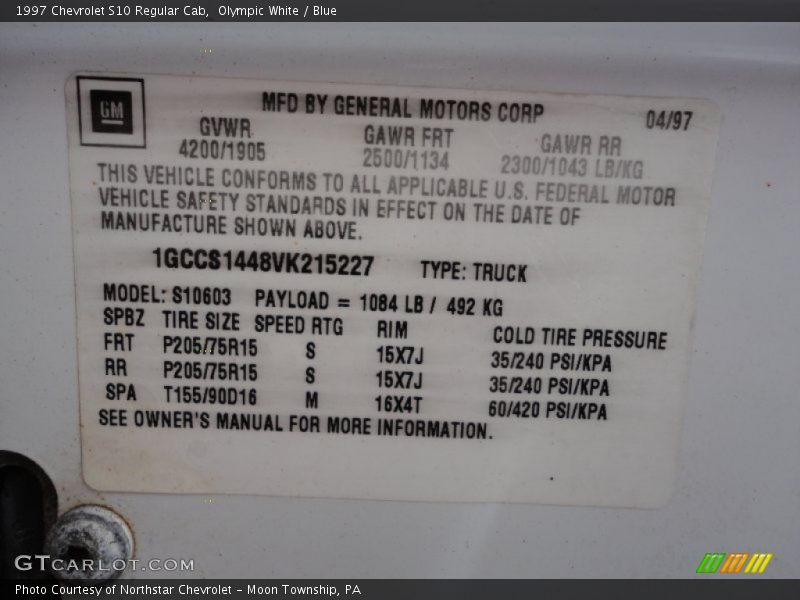 1997 Chevrolet S10 Regular Cab, Olympic White / Blue
GM
MFD BY GENERAL MOTORS CORP 04/97
GVWR GAWR FRT GAWR RR
4200/1905 2500/1134 2300/1043 LB/KG
THIS VEHICLE CONFORMS TO ALL APPLICABLE U.S. FEDERAL MOTOR
VEHICLE SAFETY STANDARDS IN EFFECT ON THE DATE OF
MANUFACTURE SHOWN ABOVE.
1GCCS1448VK215227 TYPE: TRUCK
MODEL: S10603 PAYLOAD = 1084 LB / 492 KG
SPBZ TIRE SIZE SPEED RTG RIM COLD TIRE PRESSURE
FRT P205/75R15 S 15X7J 35/240 PSI/KPA
RR P205/75R15 S 15X7J 35/240 PSI/KPA
SPA T155/90D16 M 16X4T 60/420 PSI/KPA
SEE OWNER'S MANUAL FOR MORE INFORMATION.
GTCARLOT.COM
Photo Courtesy of Northstar Chevrolet - Moon Township, PA